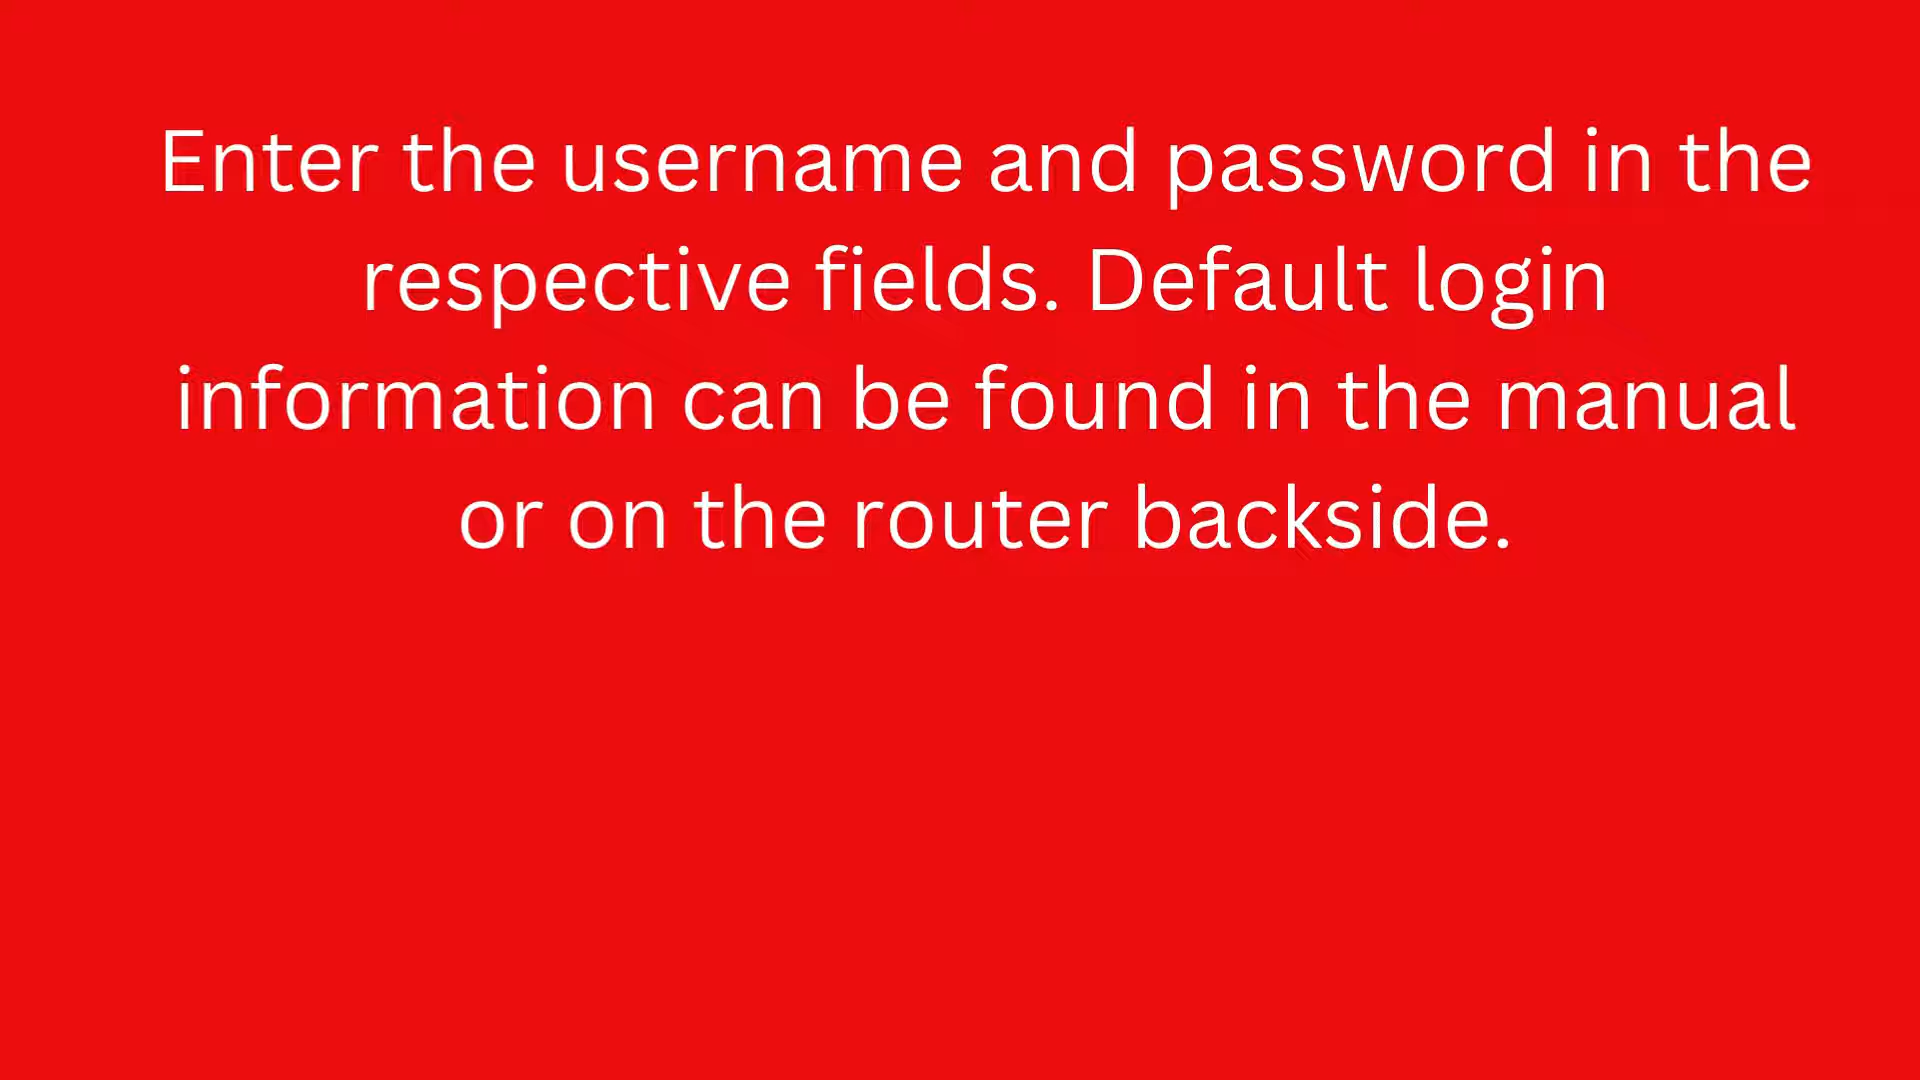 Enter the username and password in the
respective fields. Default login
information can be found in the manual
or on the router backside.